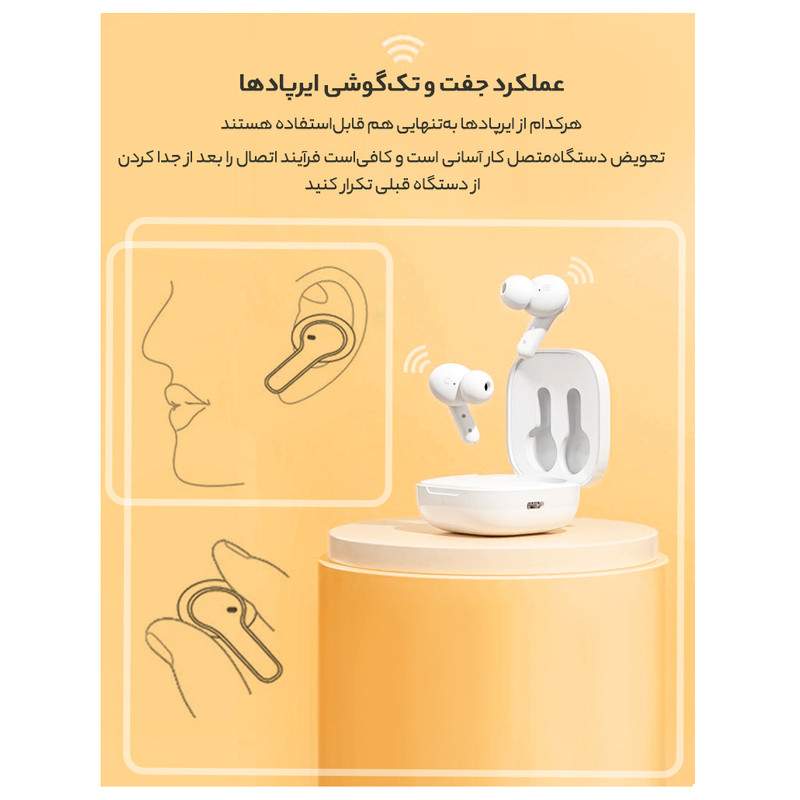 عملکرد جفت و تک‌گوشی ایرپادها
هرکدام از ایرپادها به‌تنهایی هم قابل‌استفاده هستند
تعویض دستگاه‌متصل کار آسانی است و کافی‌است فرآیند اتصال را بعد از جدا کردن
از دستگاه قبلی تکرار کنید